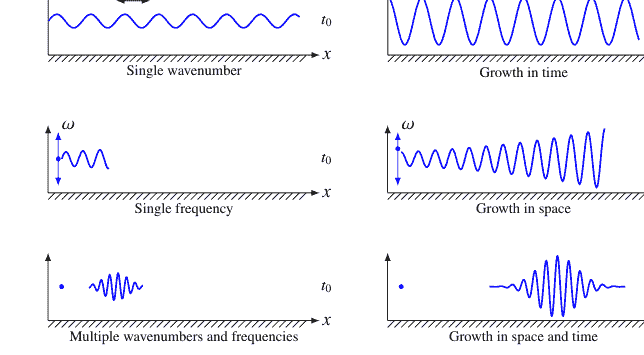 t₀
x
Single wavenumber
Growth in time
ω
t₀
x
Single frequency
ω
Growth in space
t₀
x
Multiple wavenumbers and frequencies
Growth in space and time